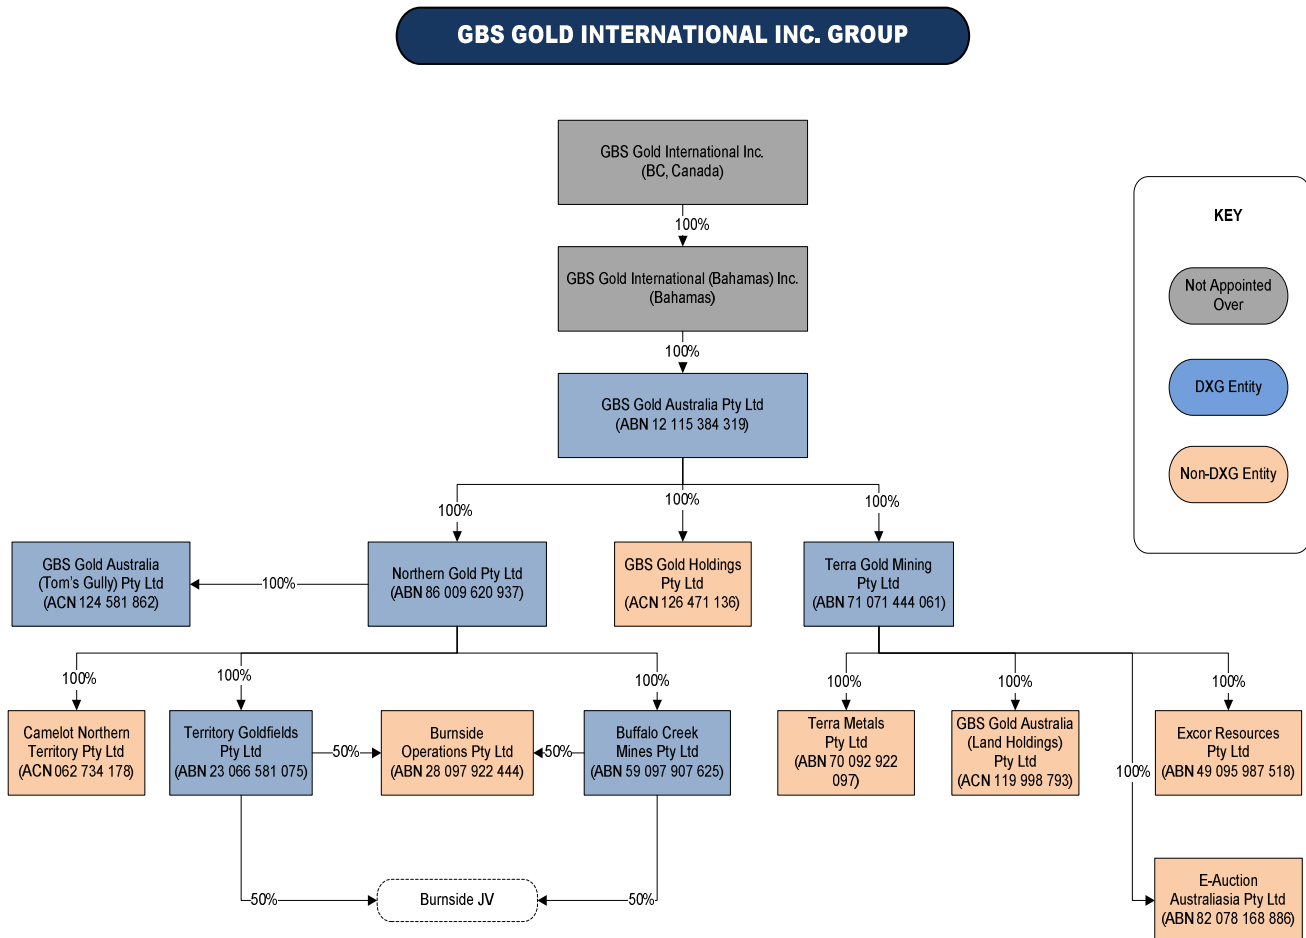 GBS GOLD INTERNATIONAL INC. GROUP
GBS Gold International Inc.
(BC, Canada)
100%
GBS Gold International (Bahamas) Inc.
(Bahamas)
100%
GBS Gold Australia Pty Ltd
(ABN 12 115 384 319)
KEY
Not Appointed
Over
DXG Entity
Non-DXG Entity
100%
100%
100%
GBS Gold Australia
(Tom's Gully) Pty Ltd
(ACN 124 581 862)
100%
Northern Gold Pty Ltd
(ABN 86 009 620 937)
GBS Gold Holdings
Pty Ltd
(ACN 126 471 136)
Terra Gold Mining
Pty Ltd
(ABN 71 071 444 061)
100%
100%
100%
100%
100%
100%
Camelot Northern
Territory Pty Ltd
(ACN 062 734 178)
Territory Goldfields
Pty Ltd
(ABN 23 066 581 075)
50%
Burnside
Operations Pty Ltd
(ABN 28 097 922 444)
50%
Buffalo Creek
Mines Pty Ltd
(ABN 59 097 907 625)
Terra Metals
Pty Ltd
(ABN 70 092 922
097)
GBS Gold Australia
(Land Holdings)
Pty Ltd
(ACN 119 998 793)
100%
Excor Resources
Pty Ltd
(ABN 49 095 987 518)
50%
Burnside JV
50%
E-Auction
Australiasia Pty Ltd
(ABN 82 078 168 886)